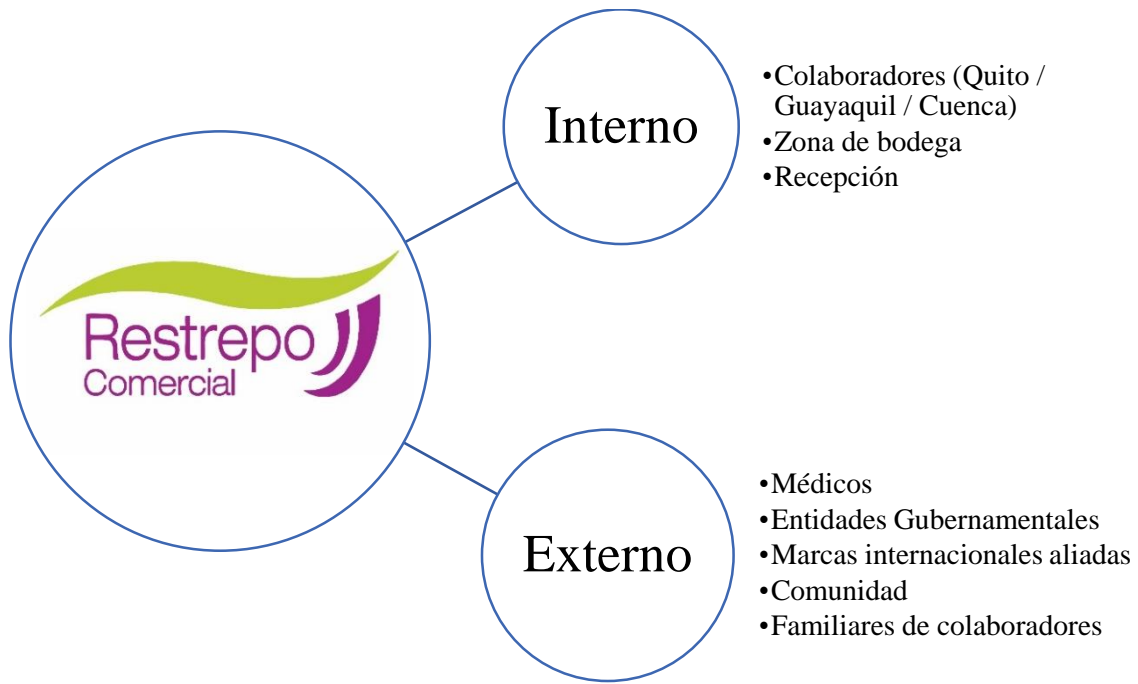 Interno
•Colaboradores (Quito /
Guayaquil / Cuenca)
•Zona de bodega
•Recepción
Restrepo
Comercial
Externo
•Médicos
•Entidades Gubernamentales
•Marcas internacionales aliadas
•Comunidad
•Familiares de colaboradores